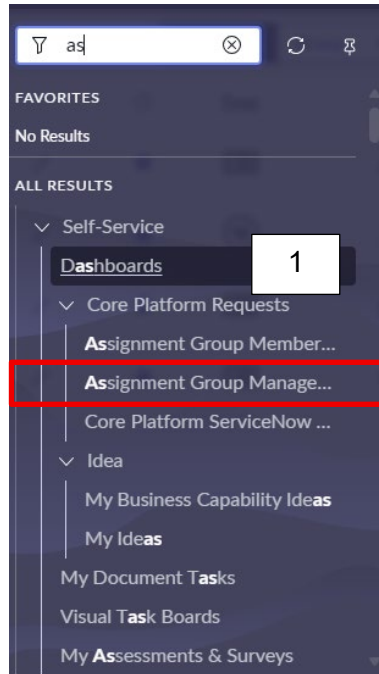 as
FAVORITES
No Results
ALL RESULTS
Self-Service
Dashboards
1
Core Platform Requests
Assignment Group Member...
Assignment Group Manage...
Core Platform ServiceNow ...
Idea
My Business Capability Ideas
My Ideas
My Document Tasks
Visual Task Boards
My Assessments & Surveys